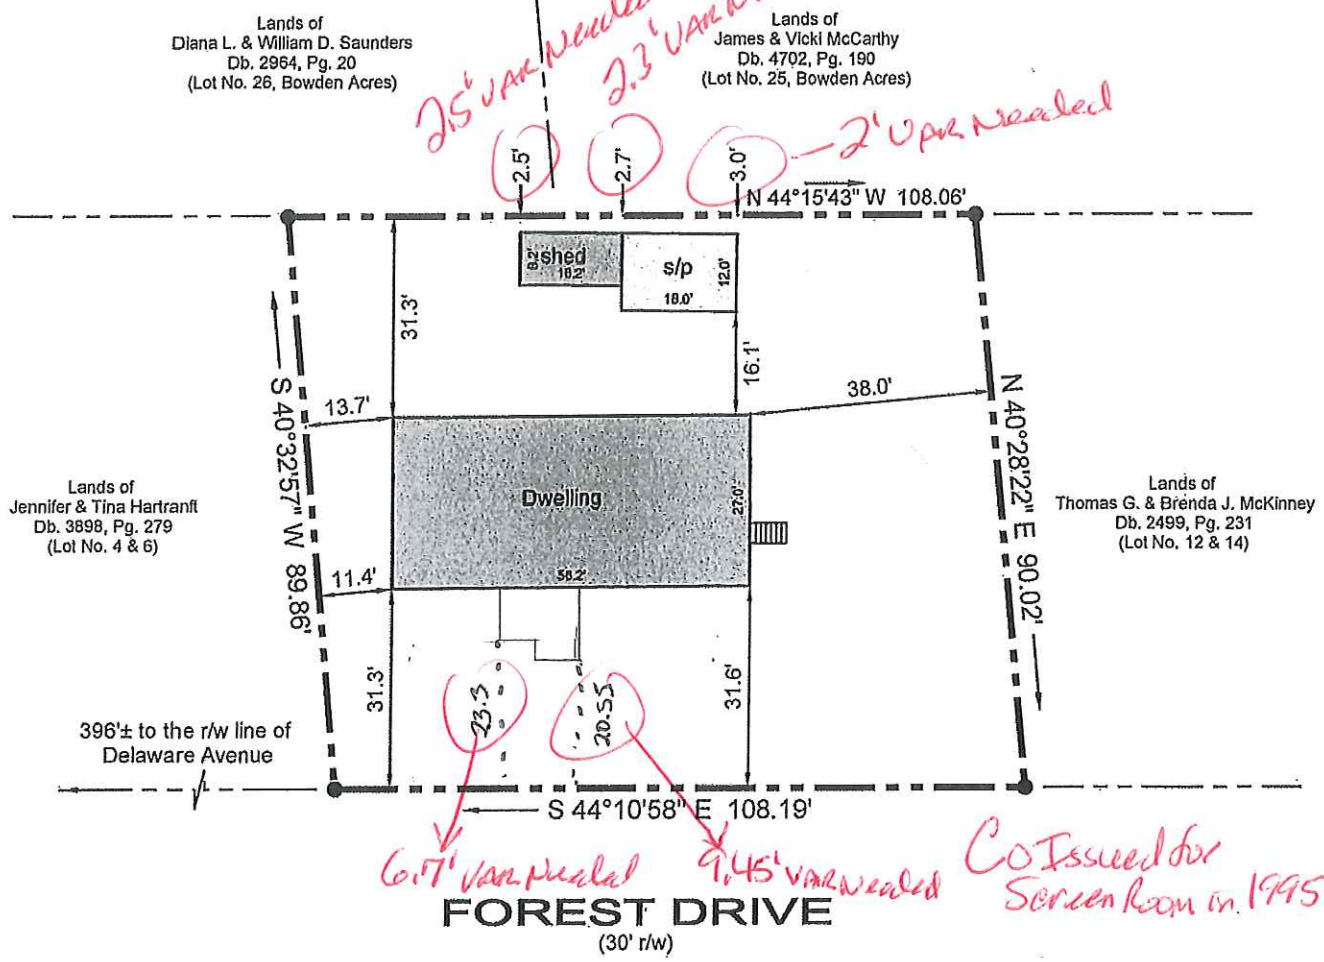 Lands of
Diana L. & William D. Saunders
Db. 2964, Pg. 20
(Lot No. 26, Bowden Acres)
Lands of
James & Vicki McCarthy
Db. 4702, Pg. 190
(Lot No. 25, Bowden Acres)
2.5' VAR Needed
2.3' VAR
2' VAR Needed
2.5'
2.7'
3.0'
N 44°15'43" W 108.06'
shed
8.2'
18.2'
s/p
12.0'
18.0'
31.3'
16.1'
38.0'
13.7'
S 40°32'57" W 89.86'
N 40°28'22" E 90.02'
Lands of
Jennifer & Tina Hartranft
Db. 3898, Pg. 279
(Lot No. 4 & 6)
Dwelling
27.0'
58.2'
Lands of
Thomas G. & Brenda J. McKinney
Db. 2499, Pg. 231
(Lot No. 12 & 14)
11.4'
31.3'
23.3
20.55
31.6'
396'± to the r/w line of
Delaware Avenue
S 44°10'58" E 108.19'
6.7' VAR Needed
9.45' VAR Needed
CO Issued for
Screen Room in 1995
FOREST DRIVE
(30' r/w)